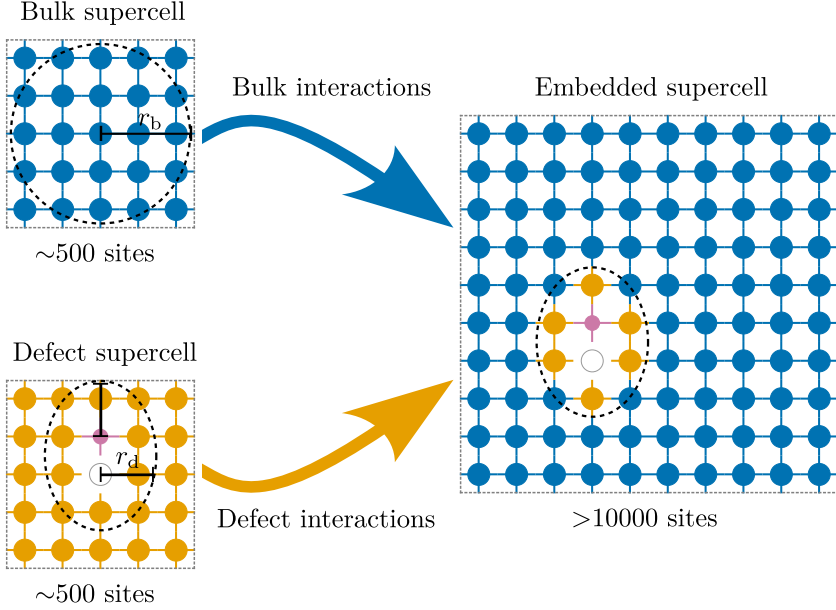 Bulk supercell
r_b
~500 sites
Bulk interactions
Embedded supercell
Defect supercell
r_d
~500 sites
Defect interactions
>10000 sites